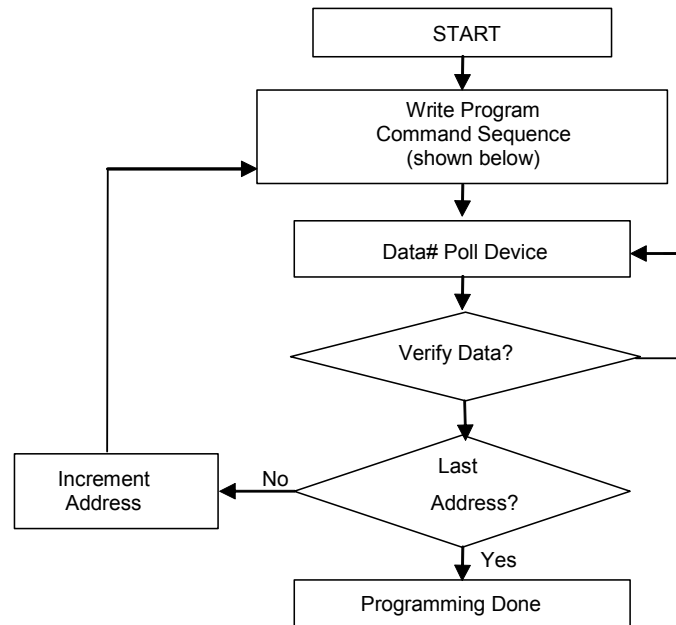 START
Write Program
Command Sequence
(shown below)
Data# Poll Device
Verify Data?
Last
Address?
No
Increment
Address
Yes
Programming Done